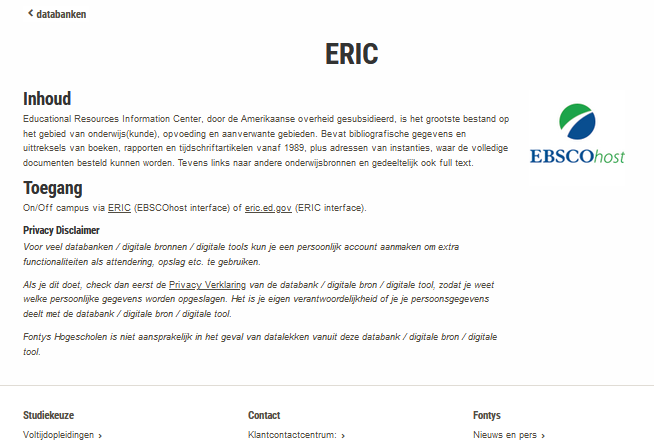 databanken
ERIC
Inhoud
Educational Resources Information Center, door de Amerikaanse overheid gesubsidieerd, is het grootste bestand op
het gebied van onderwijs(kunde), opvoeding en aanverwante gebieden. Bevat bibliografische gegevens en
uittreksels van boeken, rapporten en tijdschriftartikelen vanaf 1989, plus adressen van instanties, waar de volledige
documenten besteld kunnen worden. Tevens links naar andere onderwijsbronnen en gedeeltelijk ook full text.
EBSCOhost
Toegang
On/Off campus via ERIC (EBSCOhost interface) of eric.ed.gov (ERIC interface).
Privacy Disclaimer
Voor veel databanken / digitale bronnen / digitale tools kun je een persoonlijk account aanmaken om extra
functionaliteiten als attendering, opslag etc. te gebruiken.
Als je dit doet, check dan eerst de Privacy Verklaring van de databank / digitale bron / digitale tool, zodat je weet
welke persoonlijke gegevens worden opgeslagen. Het is je eigen verantwoordelijkheid of je je persoonsgegevens
deelt met de databank / digitale bron / digitale tool.
Fontys Hogescholen is niet aansprakelijk in het geval van datalekken vanuit deze databank / digitale bron / digitale
tool.
Studiekeuze
Voltijdopleidingen ›
Contact
Klantcontactcentrum: ›
Fontys
Nieuws en pers ›